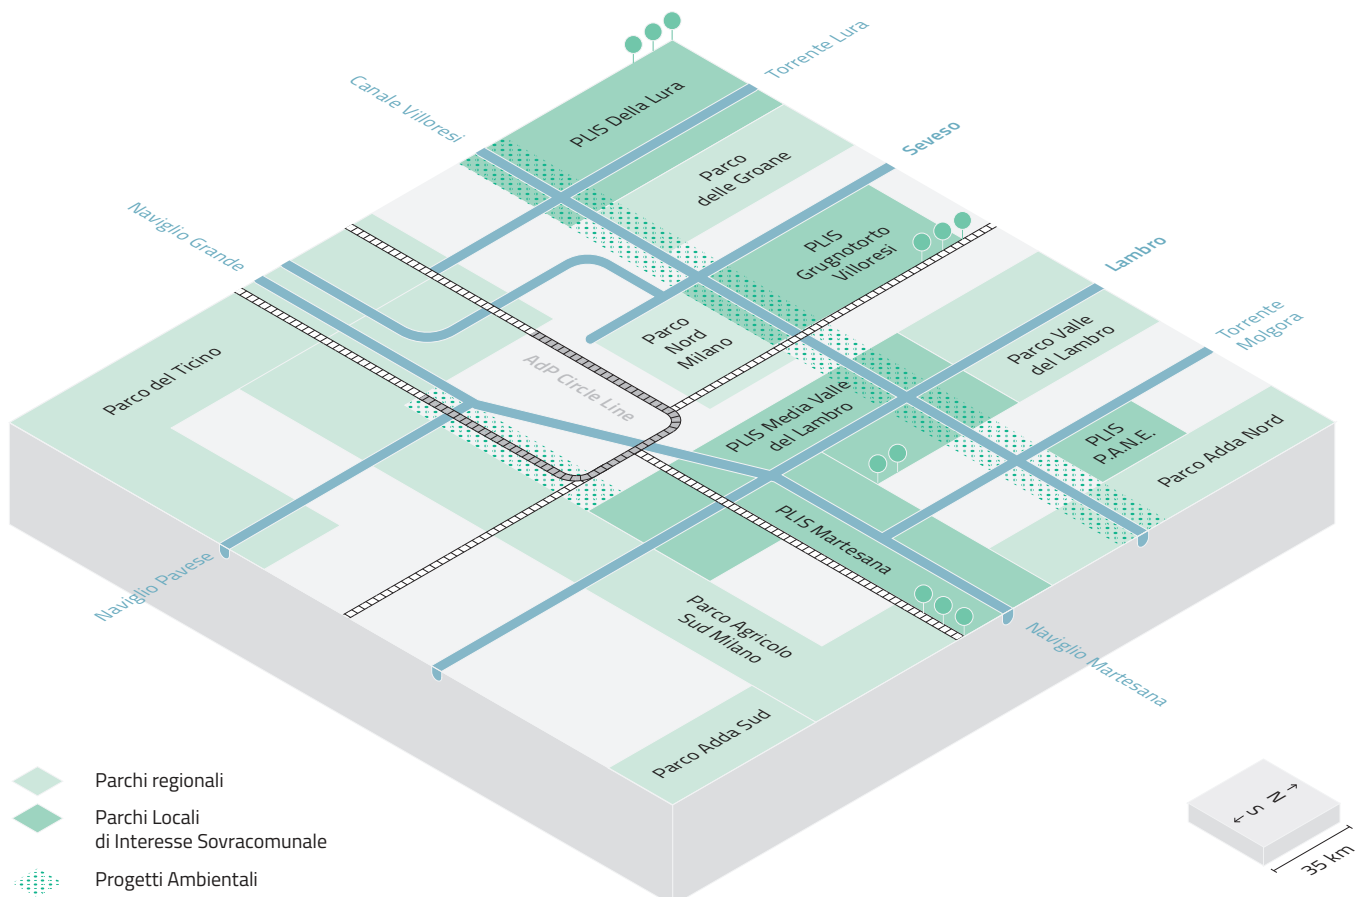 Torrente Lura
Canale Villoresi
PLIS Della Lura
Seveso
Parco
delle Groane
Naviglio Grande
PLIS
Grugnotorto
Villoresi
Lambro
Torrente
Molgora
Parco
Nord
Milano
Parco Valle
del Lambro
Parco del Ticino
AdP Circle Line
PLIS Media Valle
del Lambro
PLIS
P.A.N.E.
Parco Adda Nord
PLIS Martesana
Naviglio Pavese
Parco Agricolo
Sud Milano
Naviglio Martesana
Parco Adda Sud
Parchi regionali
Parchi Locali
di Interesse Sovracomunale
Progetti Ambientali
← S N →
35 km